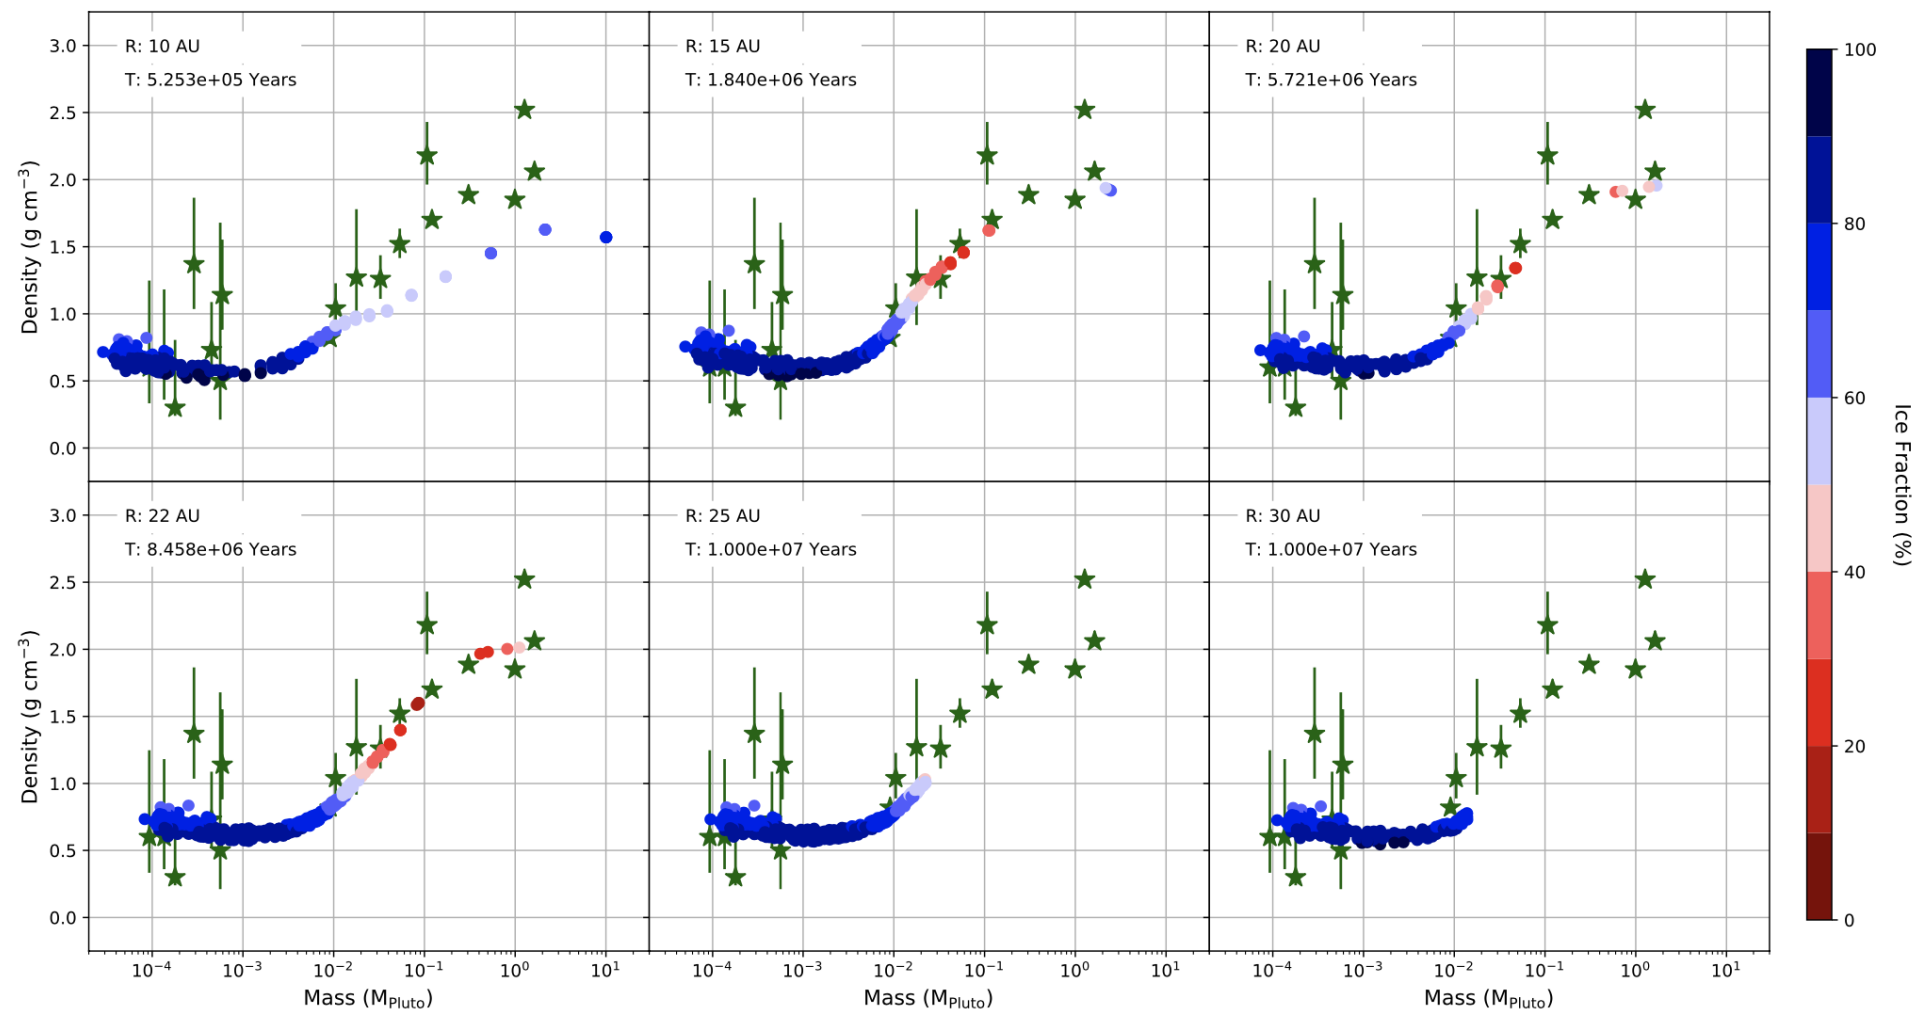 R: 10 AU
T: 5.253e+05 Years
R: 15 AU
T: 1.840e+06 Years
R: 20 AU
T: 5.721e+06 Years
3.0
2.5
2.0
1.5
1.0
0.5
0.0
Density (g cm⁻³)
R: 22 AU
T: 8.458e+06 Years
R: 25 AU
T: 1.000e+07 Years
R: 30 AU
T: 1.000e+07 Years
3.0
2.5
2.0
1.5
1.0
0.5
0.0
Density (g cm⁻³)
10⁻⁴ 10⁻³ 10⁻² 10⁻¹ 10⁰ 10¹
Mass (M_Pluto)
10⁻⁴ 10⁻³ 10⁻² 10⁻¹ 10⁰ 10¹
Mass (M_Pluto)
10⁻⁴ 10⁻³ 10⁻² 10⁻¹ 10⁰ 10¹
Mass (M_Pluto)
100
80
60
40
20
0
Ice Fraction (%)